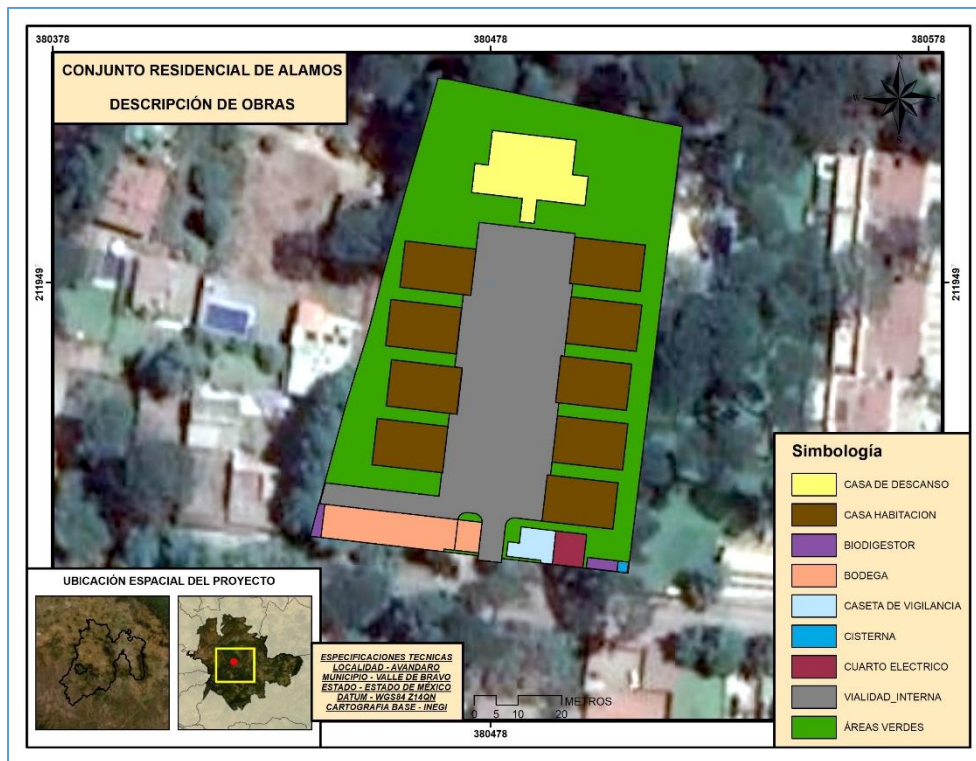 380378
380478
380578
CONJUNTO RESIDENCIAL DE ALAMOS
DESCRIPCIÓN DE OBRAS
N
W
E
S
211949
211949
Simbología
CASA DE DESCANSO
CASA HABITACION
BIODIGESTOR
BODEGA
CASETA DE VIGILANCIA
CISTERNA
CUARTO ELECTRICO
VIALIDAD_INTERNA
ÁREAS VERDES
UBICACIÓN ESPACIAL DEL PROYECTO
ESPECIFICACIONES TECNICAS
LOCALIDAD - AVANDARO
MUNICIPIO - VALLE DE BRAVO
ESTADO - ESTADO DE MÉXICO
DATUM - WGS84 Z14QN
CARTOGRAFIA BASE - INEGI
METROS
0 5 10 20
380478